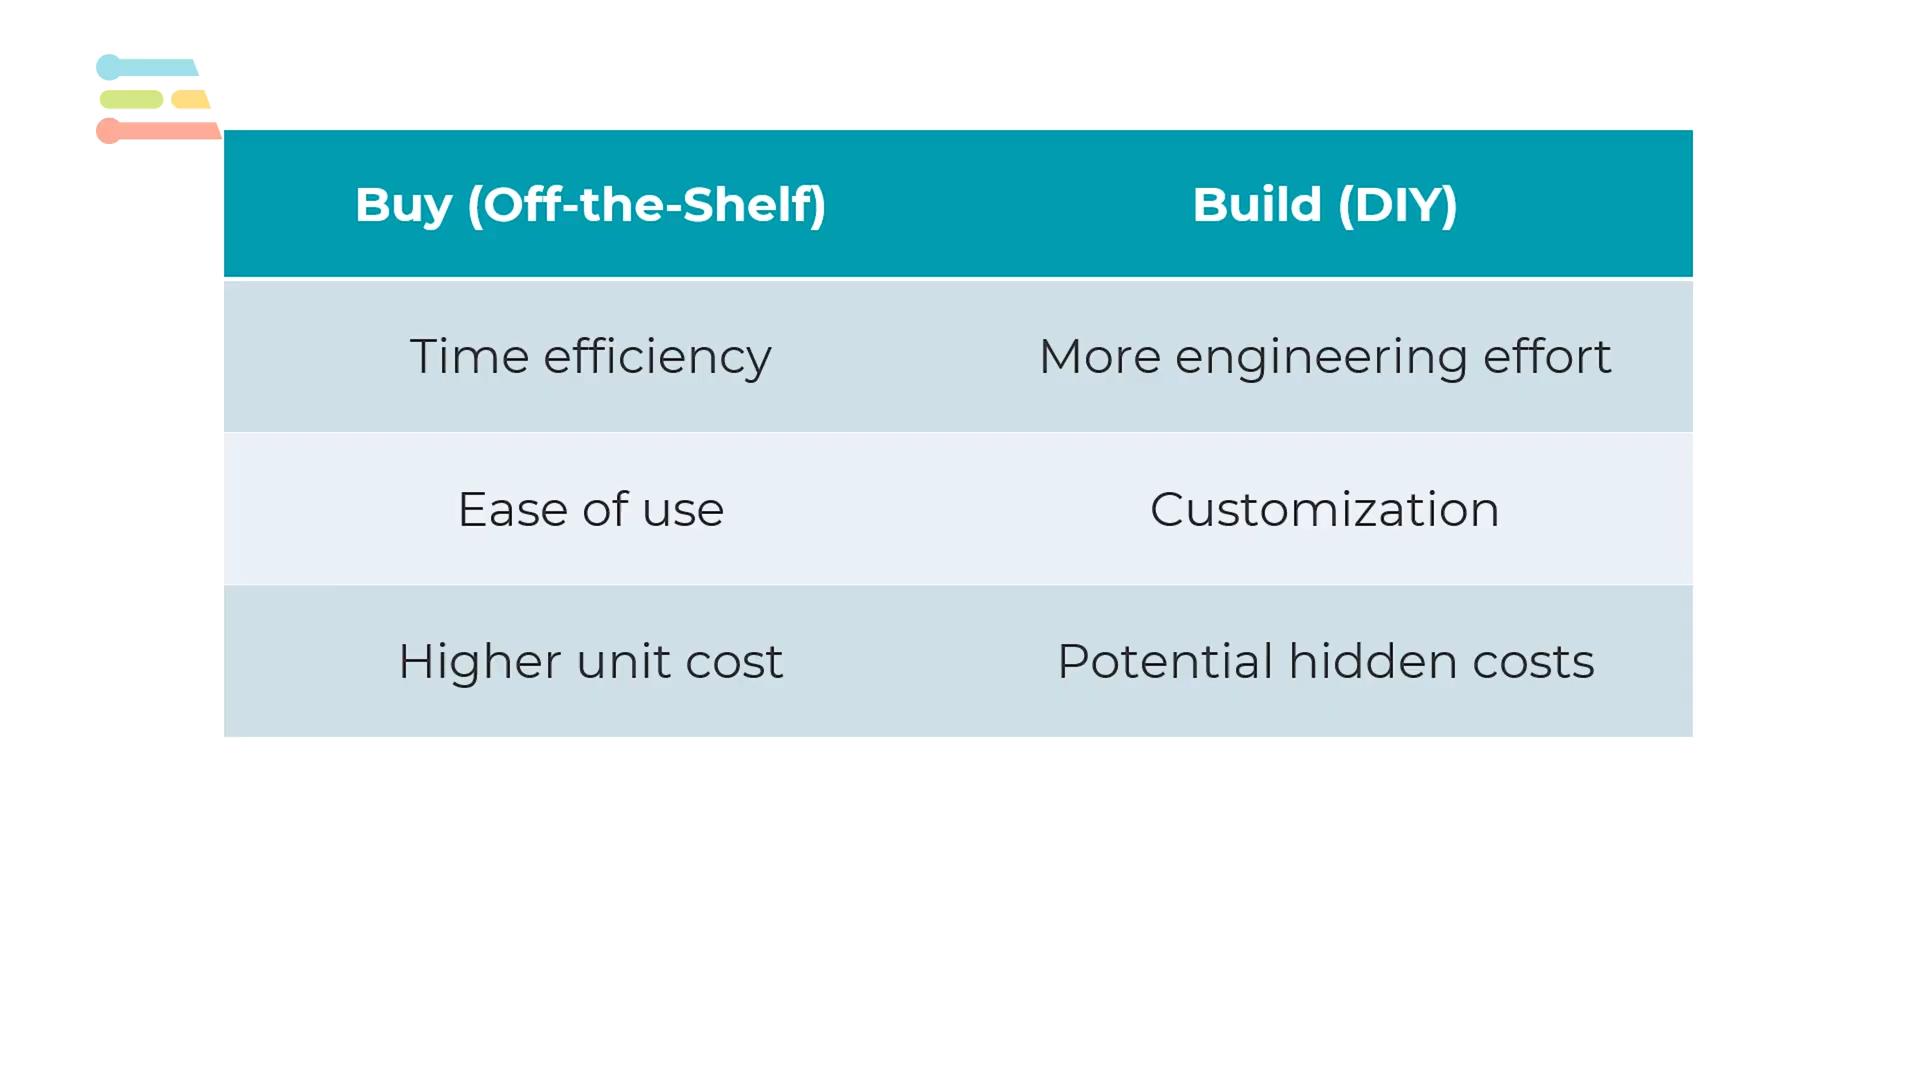 Buy (Off-the-Shelf) Build (DIY)
Time efficiency More engineering effort
Ease of use Customization
Higher unit cost Potential hidden costs